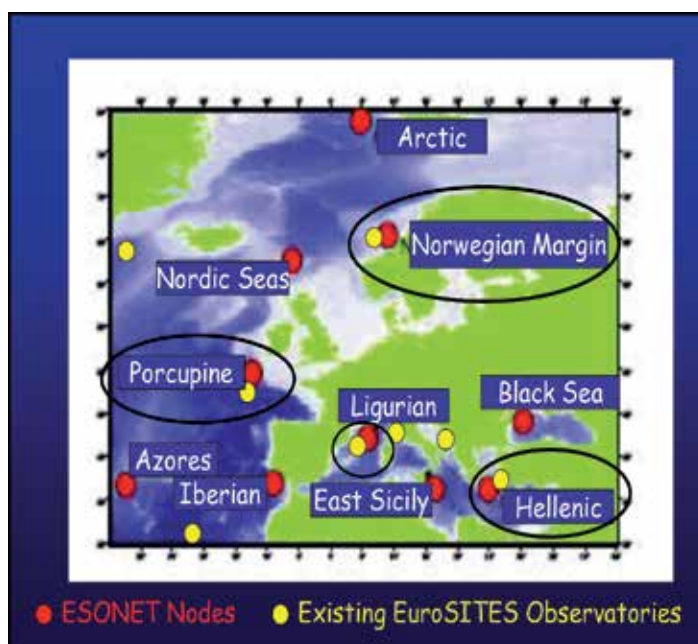 Arctic
Norwegian Margin
Nordic Seas
Porcupine
Black Sea
Ligurian
Azores
Iberian
East Sicily
Hellenic
ESONET Nodes
Existing EuroSITES Observatories